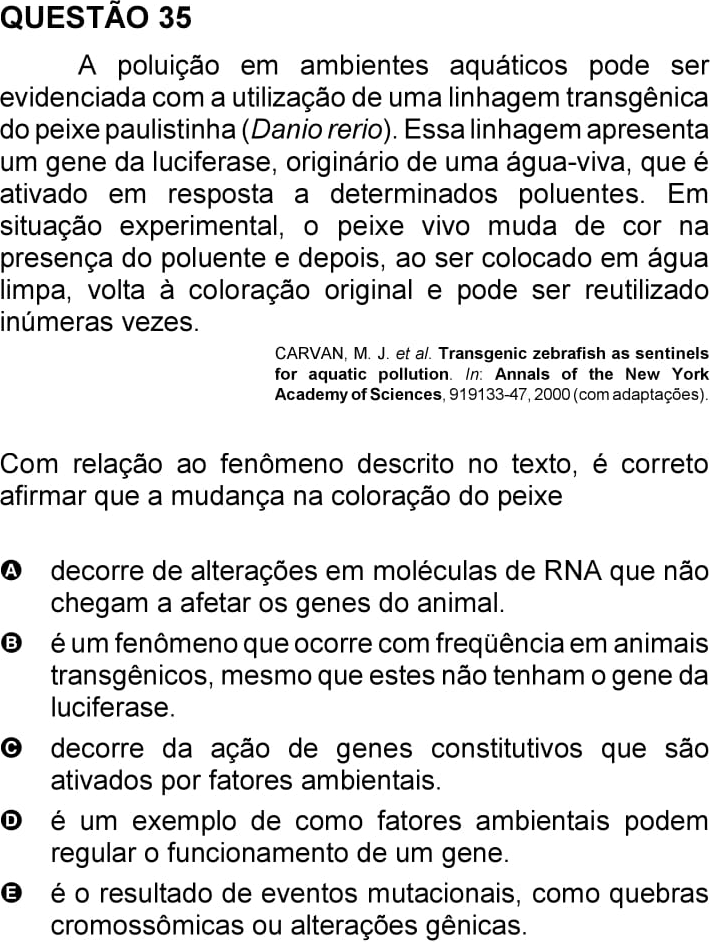 QUESTÃO 35
A poluição em ambientes aquáticos pode ser
evidenciada com a utilização de uma linhagem transgênica
do peixe paulistinha (Danio rerio). Essa linhagem apresenta
um gene da luciferase, originário de uma água-viva, que é
ativado em resposta a determinados poluentes. Em
situação experimental, o peixe vivo muda de cor na
presença do poluente e depois, ao ser colocado em água
limpa, volta à coloração original e pode ser reutilizado
inúmeras vezes.
CARVAN, M. J. et al. Transgenic zebrafish as sentinels
for aquatic pollution. In: Annals of the New York
Academy of Sciences, 919133-47, 2000 (com adaptações).
Com relação ao fenômeno descrito no texto, é correto
afirmar que a mudança na coloração do peixe
A decorre de alterações em moléculas de RNA que não
chegam a afetar os genes do animal.
B é um fenômeno que ocorre com freqüência em animais
transgênicos, mesmo que estes não tenham o gene da
luciferase.
C decorre da ação de genes constitutivos que são
ativados por fatores ambientais.
D é um exemplo de como fatores ambientais podem
regular o funcionamento de um gene.
E é o resultado de eventos mutacionais, como quebras
cromossômicas ou alterações gênicas.